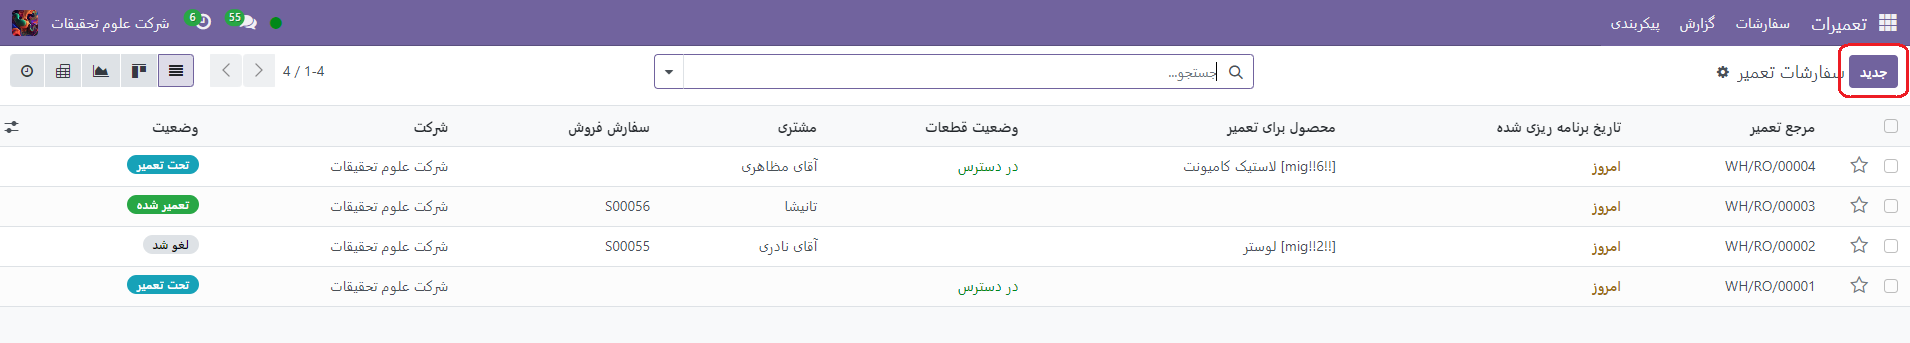 تعمیرات سفارشات گزارش پیکربندی 55 6 شرکت علوم تحقیقات
جدید سفارشات تعمیر جستجو... 1-4 / 4
مرجع تعمیر تاریخ برنامه ریزی شده محصول برای تعمیر وضعیت قطعات مشتری سفارش فروش شرکت وضعیت
WH/RO/00004 امروز [mig!!6!!] لاستیک کامیونت در دسترس آقای مظاهری شرکت علوم تحقیقات تحت تعمیر
WH/RO/00003 امروز تانیشا S00056 شرکت علوم تحقیقات تعمیر شده
WH/RO/00002 امروز [mig!!2!!] لوستر آقای نادری S00055 شرکت علوم تحقیقات لغو شد
WH/RO/00001 امروز در دسترس شرکت علوم تحقیقات تحت تعمیر